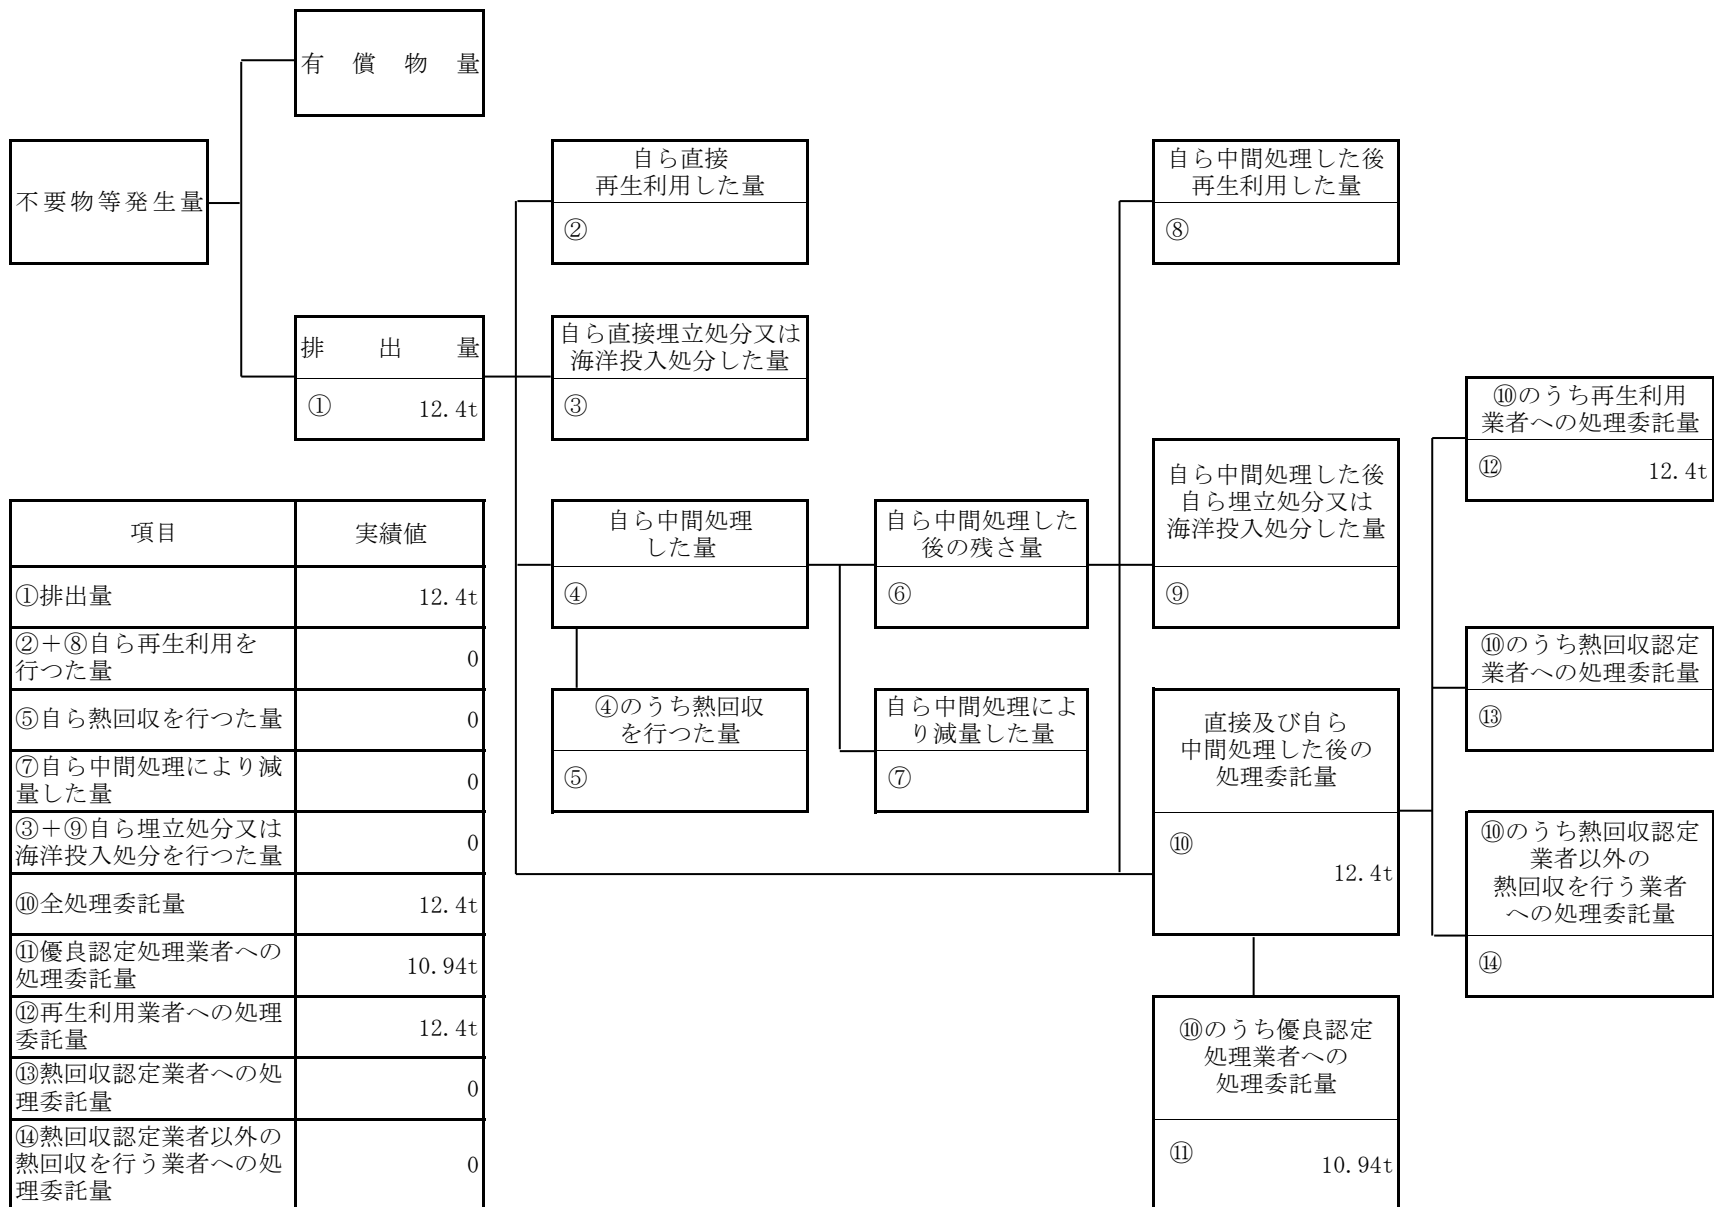 有償物量
不要物等発生量
排出量
① 12.4t
自ら直接
再生利用した量
②
自ら直接埋立処分又は
海洋投入処分した量
③
自ら中間処理
した量
④
④のうち熱回収
を行つた量
⑤
自ら中間処理した
後の残さ量
⑥
自ら中間処理によ
り減量した量
⑦
自ら中間処理した後
再生利用した量
⑧
自ら中間処理した後
自ら埋立処分又は
海洋投入処分した量
⑨
直接及び自ら
中間処理した後の
処理委託量
⑩
12.4t
⑩のうち優良認定
処理業者への
処理委託量
⑪ 10.94t
⑩のうち再生利用
業者への処理委託量
⑫ 12.4t
⑩のうち熱回収認定
業者への処理委託量
⑬
⑩のうち熱回収認定
業者以外の
熱回収を行う業者
への処理委託量
⑭
項目 実績値
①排出量 12.4t
②＋⑧自ら再生利用を
行つた量 0
⑤自ら熱回収を行つた量 0
⑦自ら中間処理により減
量した量 0
③＋⑨自ら埋立処分又は
海洋投入処分を行つた量 0
⑩全処理委託量 12.4t
⑪優良認定処理業者への
処理委託量 10.94t
⑫再生利用業者への処理
委託量 12.4t
⑬熱回収認定業者への処
理委託量 0
⑭熱回収認定業者以外の
熱回収を行う業者への処
理委託量 0